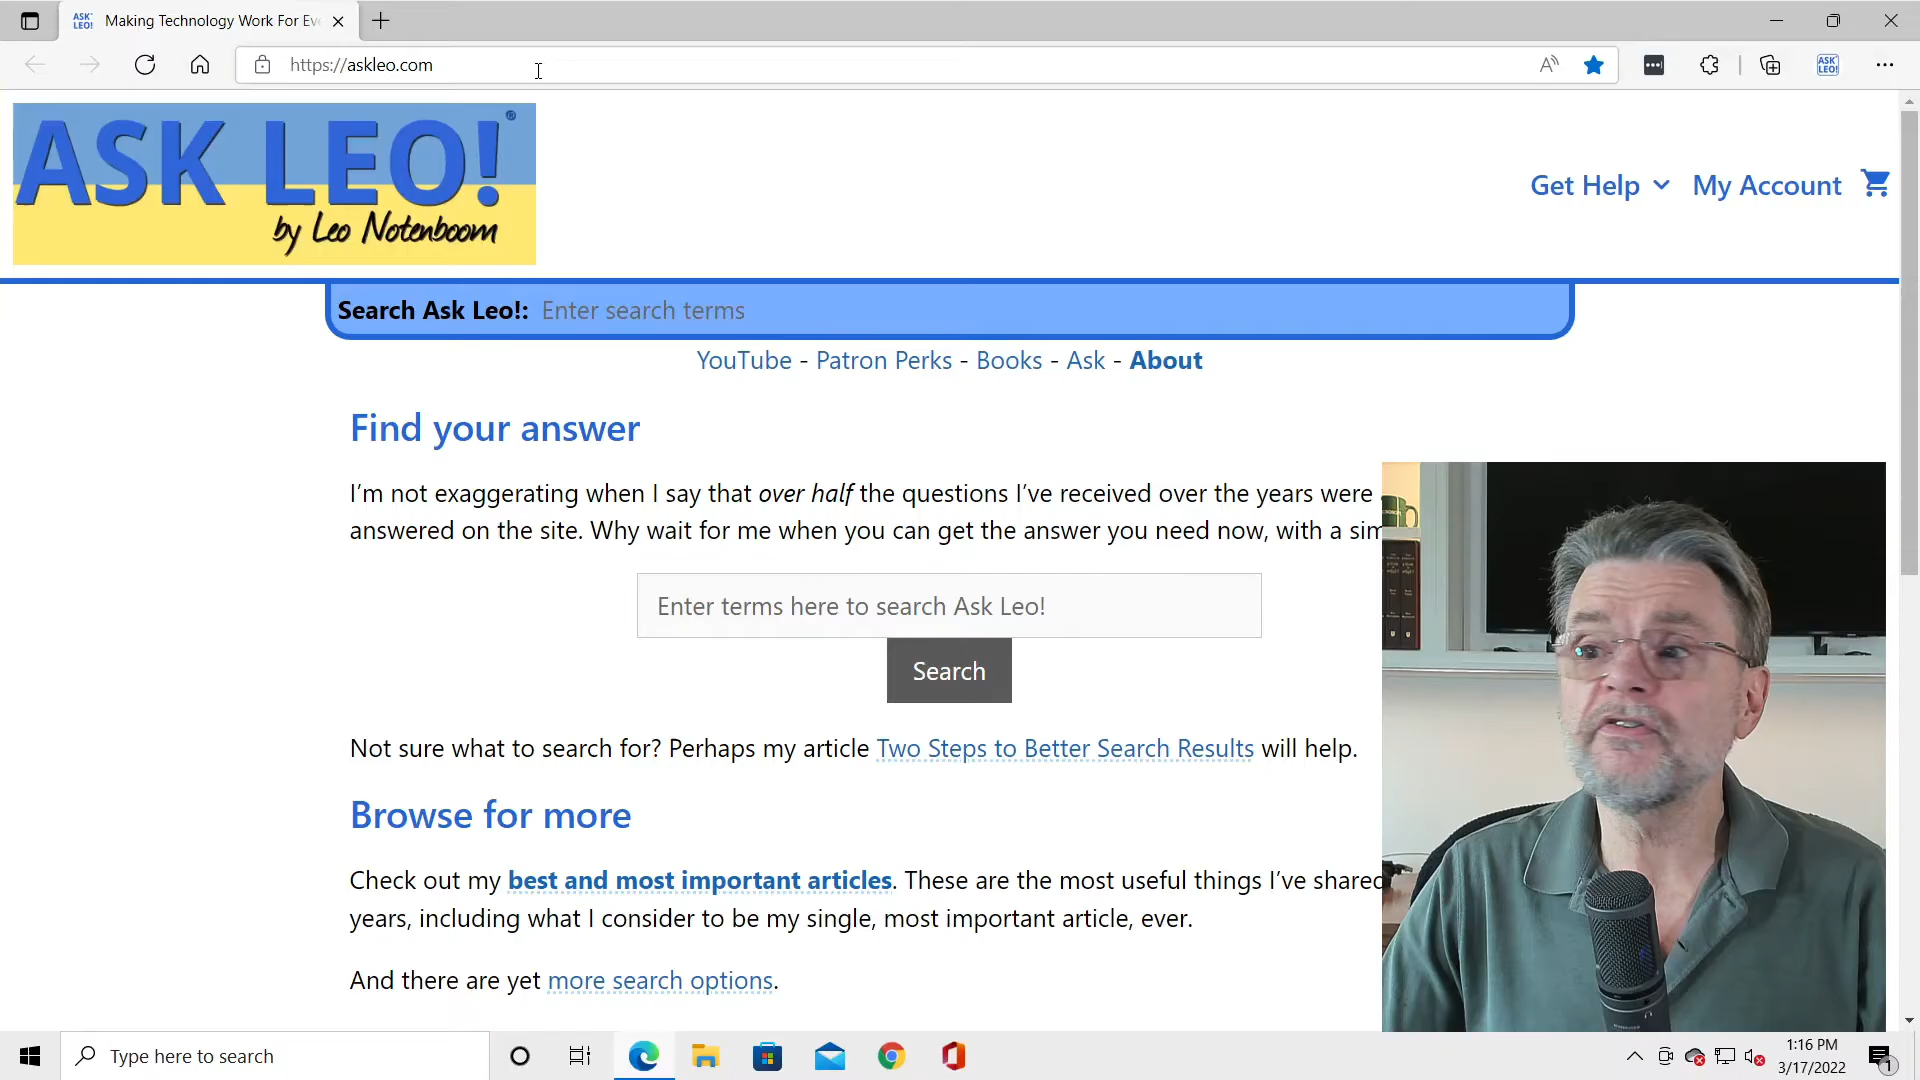 ASK LEO!
Making Technology Work For Eve
https://askleo.com
ASK LEO!
ASK LEO!
by Leo Notenboom
Get Help
My Account
Search Ask Leo!: Enter search terms
YouTube - Patron Perks - Books - Ask - About
Find your answer
I'm not exaggerating when I say that over half the questions I've received over the years were
answered on the site. Why wait for me when you can get the answer you need now, with a sim
Enter terms here to search Ask Leo!
Search
Not sure what to search for? Perhaps my article Two Steps to Better Search Results will help.
Browse for more
Check out my best and most important articles. These are the most useful things I've shared
years, including what I consider to be my single, most important article, ever.
And there are yet more search options.
Type here to search
1:16 PM
3/17/2022
1